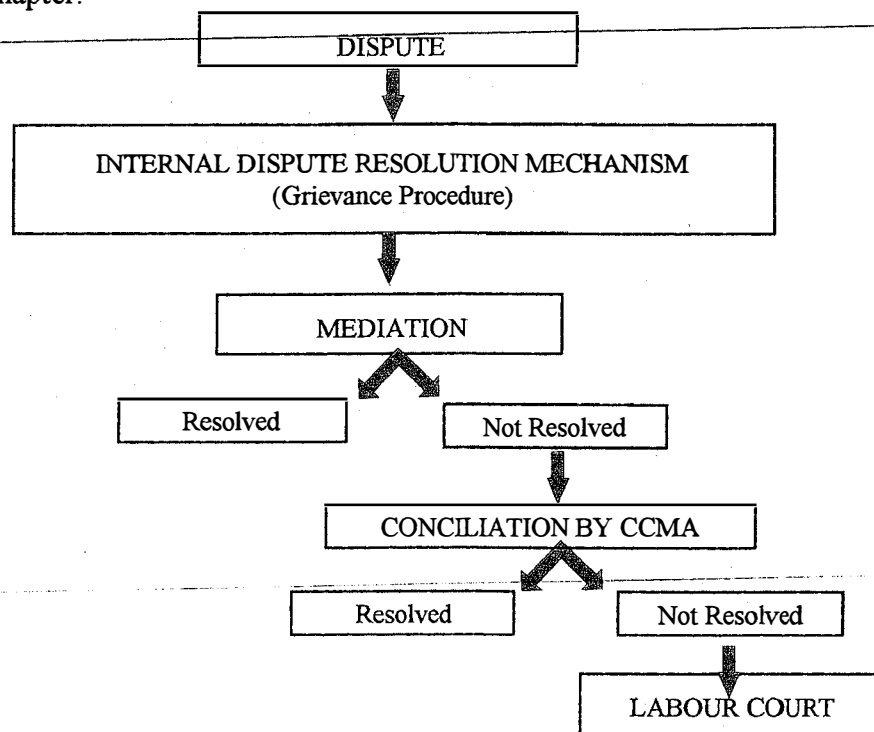 hapter.
DISPUTE
INTERNAL DISPUTE RESOLUTION MECHANISM
(Grievance Procedure)
MEDIATION
Resolved
Not Resolved
CONCILIATION BY CCMA
Resolved
Not Resolved
LABOUR COURT